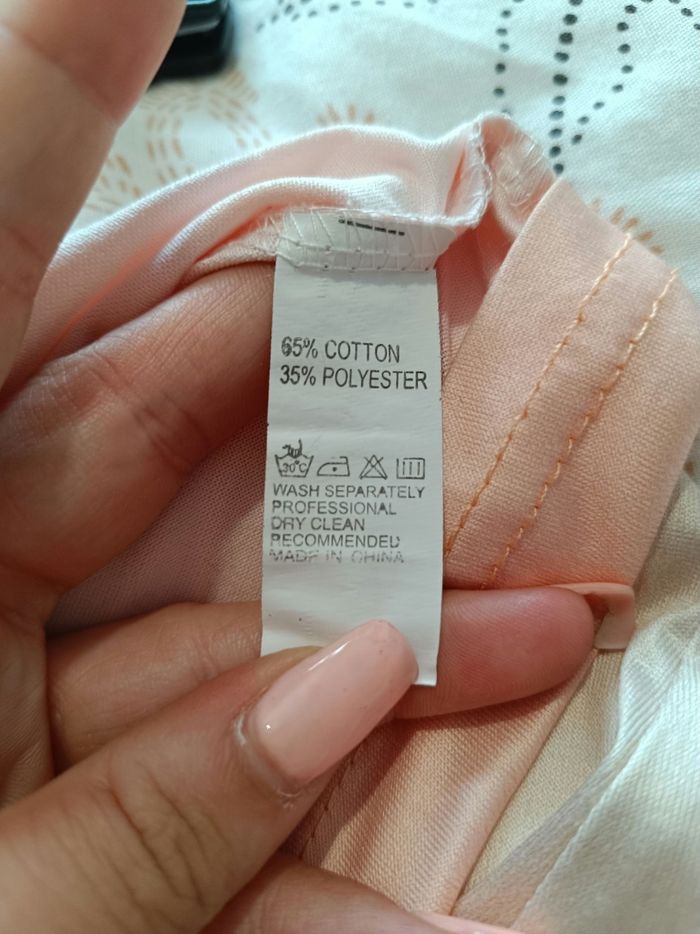 65% COTTON
35% POLYESTER
30°C
WASH SEPARATELY
PROFESSIONAL
DRY CLEAN
RECOMMENDED
MADE IN CHINA